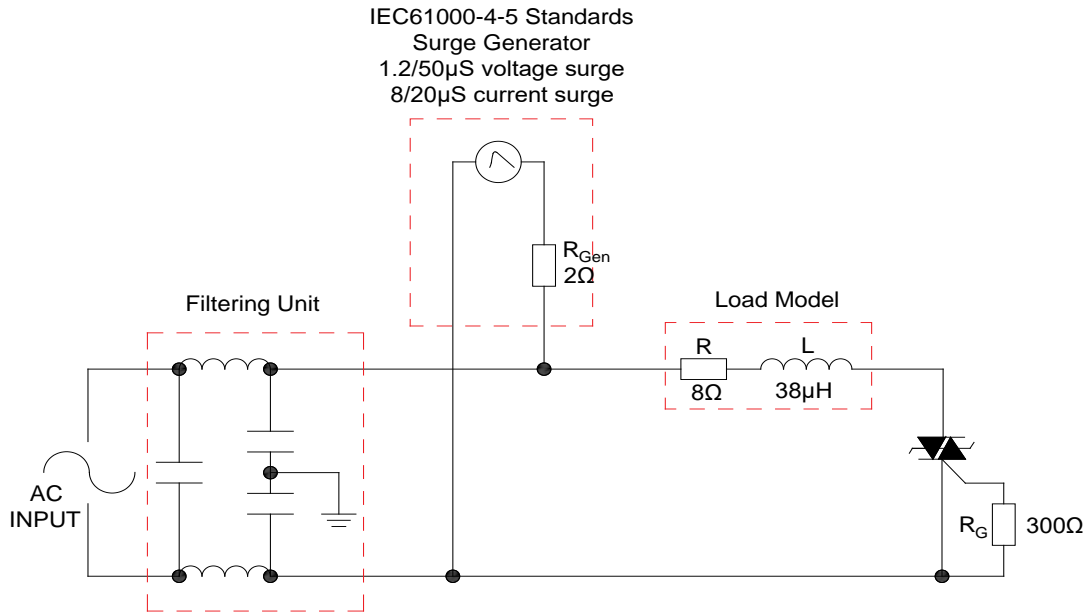 IEC61000-4-5 Standards
Surge Generator
1.2/50µS voltage surge
8/20µS current surge
RGen
2Ω
Filtering Unit
Load Model
R
L
8Ω
38µH
AC
INPUT
RG
300Ω